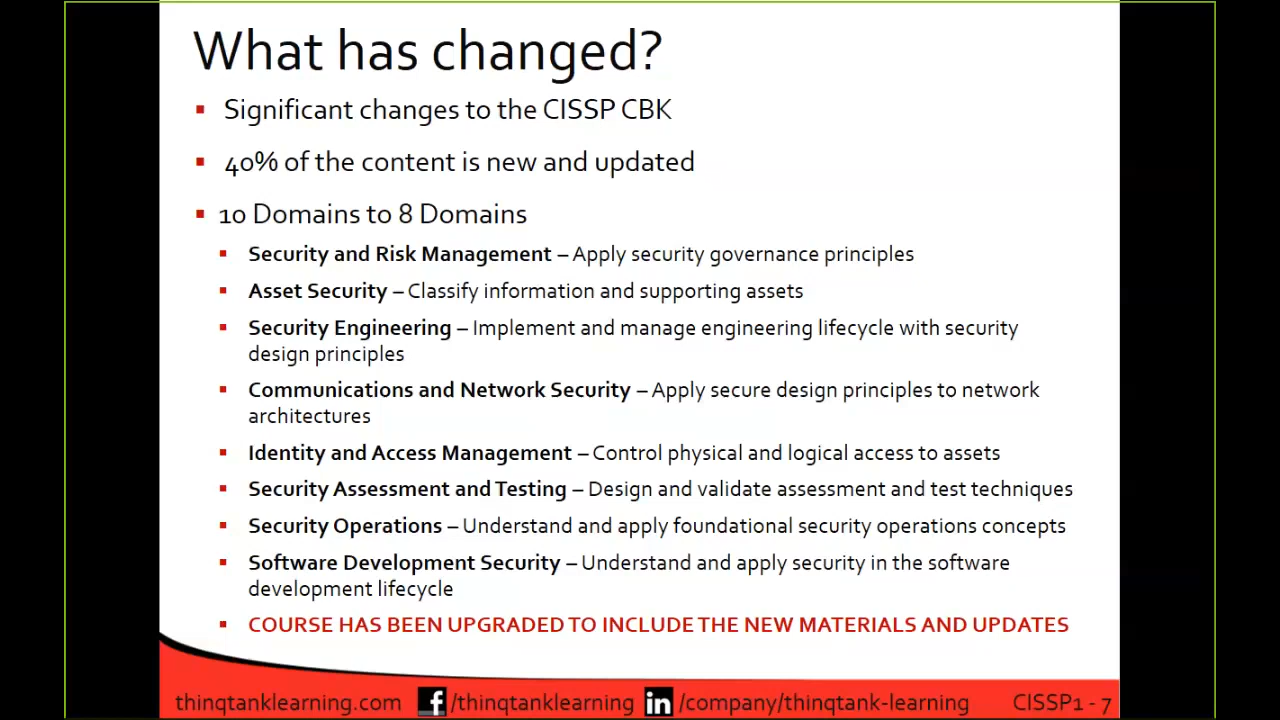 What has changed?
Significant changes to the CISSP CBK
40% of the content is new and updated
10 Domains to 8 Domains
Security and Risk Management – Apply security governance principles
Asset Security – Classify information and supporting assets
Security Engineering – Implement and manage engineering lifecycle with security
design principles
Communications and Network Security – Apply secure design principles to network
architectures
Identity and Access Management – Control physical and logical access to assets
Security Assessment and Testing – Design and validate assessment and test techniques
Security Operations – Understand and apply foundational security operations concepts
Software Development Security – Understand and apply security in the software
development lifecycle
COURSE HAS BEEN UPGRADED TO INCLUDE THE NEW MATERIALS AND UPDATES
thinqtanklearning.com f /thinqtanklearning in /company/thinqtank-learning CISSP1 - 7